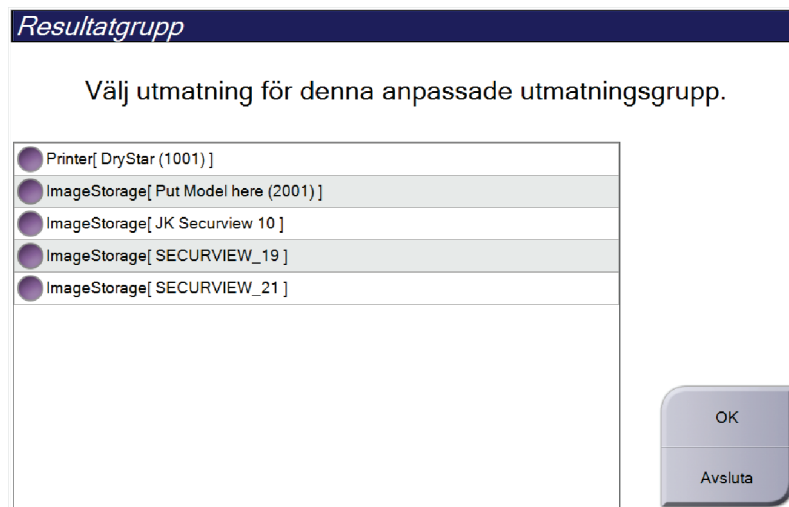 Resultatgrupp
Välj utmatning för denna anpassade utmatningsgrupp.
Printer[ DryStar (1001) ]
ImageStorage[ Put Model here (2001) ]
ImageStorage[ JK Securview 10 ]
ImageStorage[ SECURVIEW_19 ]
ImageStorage[ SECURVIEW_21 ]
OK
Avsluta